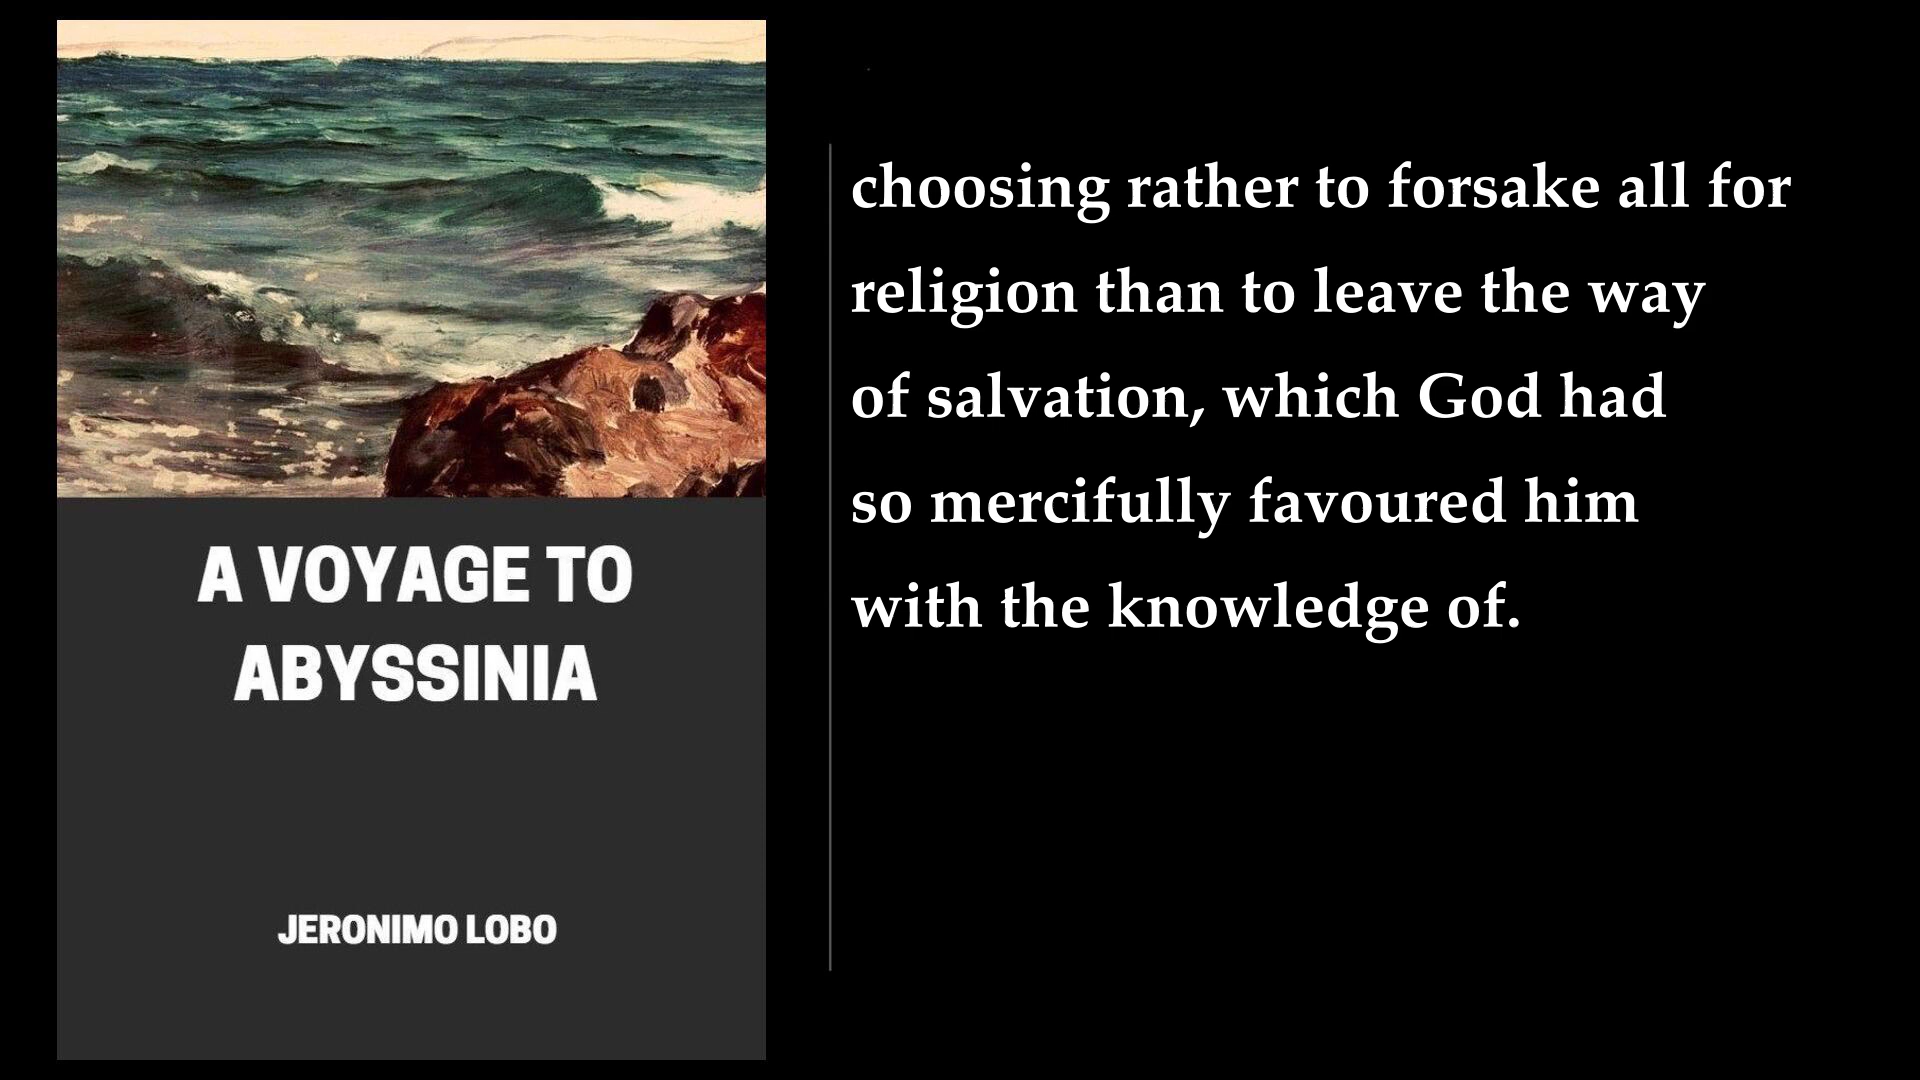 A VOYAGE TO
ABYSSINIA
JERONIMO LOBO
choosing rather to forsake all for
religion than to leave the way
of salvation, which God had
so mercifully favoured him
with the knowledge of.